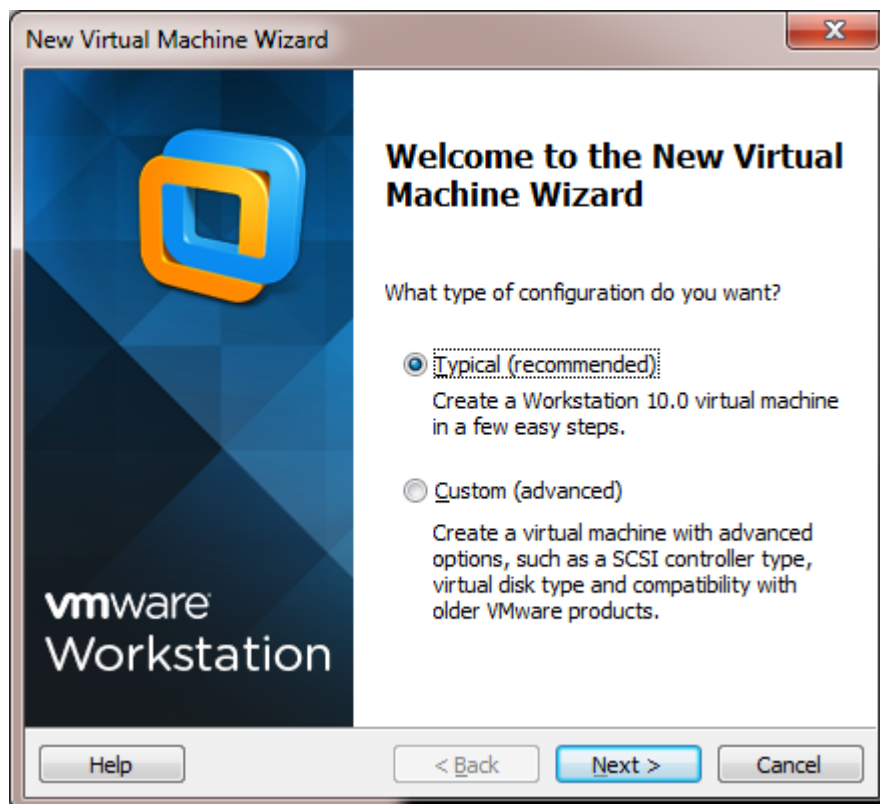 New Virtual Machine Wizard
Welcome to the New Virtual
Machine Wizard
What type of configuration do you want?
Typical (recommended)
Create a Workstation 10.0 virtual machine
in a few easy steps.
Custom (advanced)
Create a virtual machine with advanced
options, such as a SCSI controller type,
virtual disk type and compatibility with
older VMware products.
vmware
Workstation
Help
< Back
Next >
Cancel